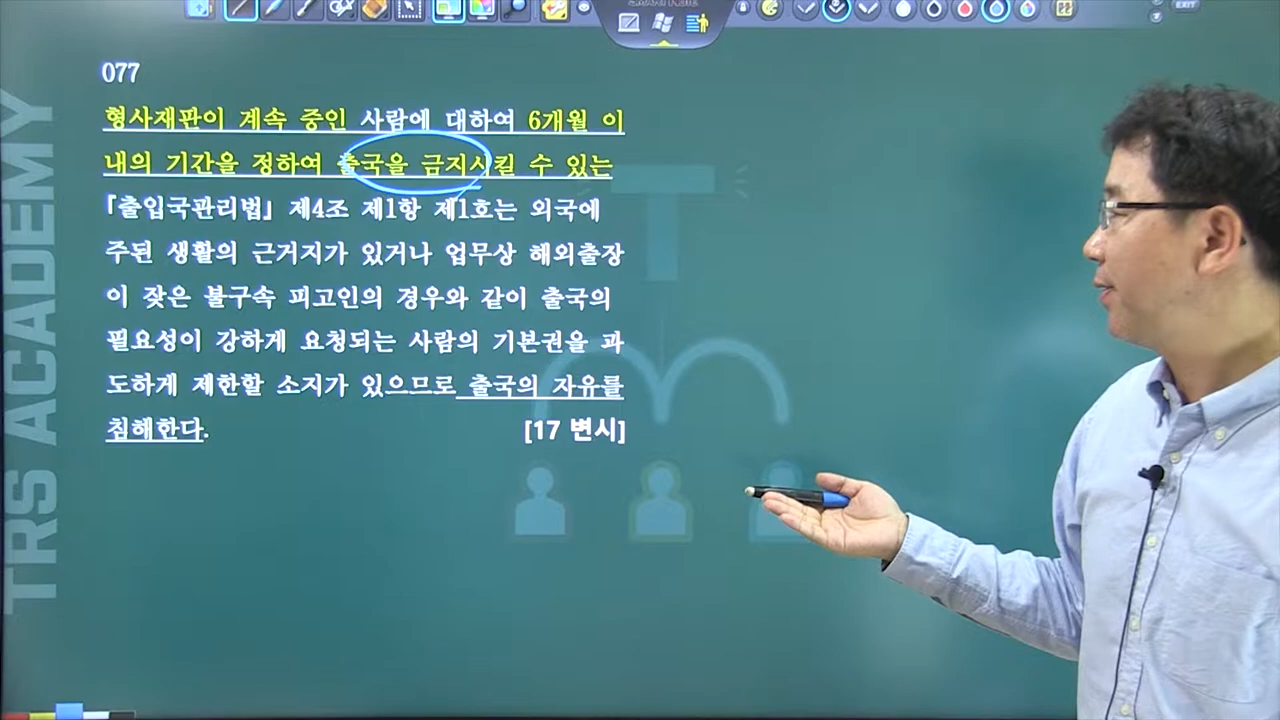 EXIT
077
형사재판이 계속 중인 사람에 대하여 6개월 이
내의 기간을 정하여 출국을 금지시킬 수 있는
「출입국관리법」 제4조 제1항 제1호는 외국에
주된 생활의 근거지가 있거나 업무상 해외출장
이 잦은 불구속 피고인의 경우와 같이 출국의
필요성이 강하게 요청되는 사람의 기본권을 과
도하게 제한할 소지가 있으므로 출국의 자유를
침해한다. [17 변시]
TRS ACADEMY